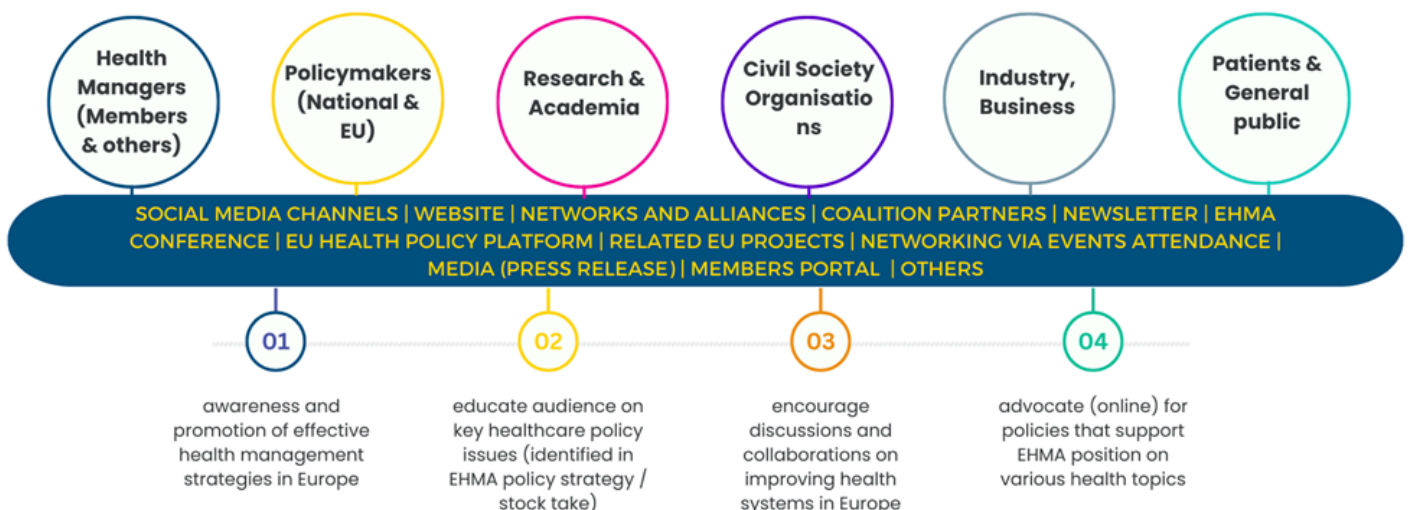 Health
Managers
(Members
& others)
Policymakers
(National &
EU)
Research &
Academia
Civil Society
Organisatio
ns
Industry,
Business
Patients &
General
public
SOCIAL MEDIA CHANNELS | WEBSITE | NETWORKS AND ALLIANCES | COALITION PARTNERS | NEWSLETTER | EHMA
CONFERENCE | EU HEALTH POLICY PLATFORM | RELATED EU PROJECTS | NETWORKING VIA EVENTS ATTENDANCE |
MEDIA (PRESS RELEASE) | MEMBERS PORTAL | OTHERS
01
awareness and
promotion of effective
health management
strategies in Europe
02
educate audience on
key healthcare policy
issues (identified in
EHMA policy strategy /
stock take)
03
encourage
discussions and
collaborations on
improving health
systems in Europe
04
advocate (online) for
policies that support
EHMA position on
various health topics